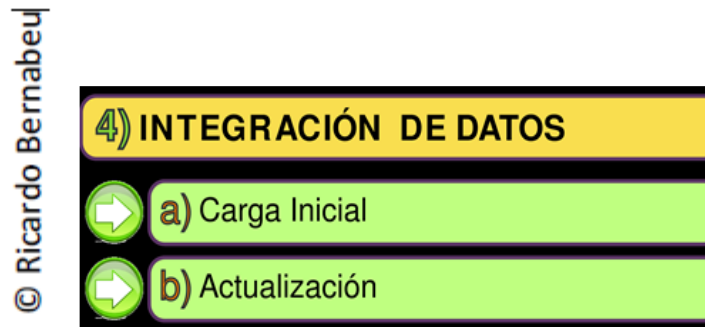 © Ricardo Bernabeu
4) INTEGRACIÓN DE DATOS
a) Carga Inicial
b) Actualización